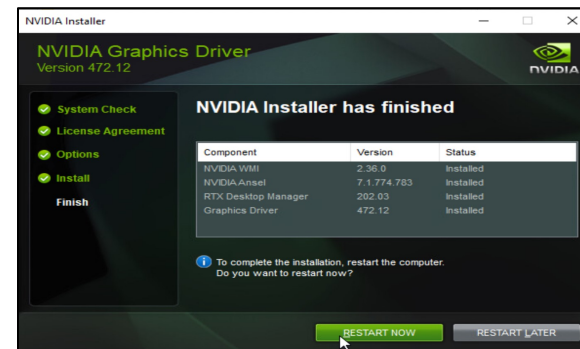 NVIDIA Installer
NVIDIA Graphics Driver
Version 472.12
NVIDIA
System Check
License Agreement
Options
Install
Finish
NVIDIA Installer has finished
Component Version Status
NVIDIA WMI 2.36.0 Installed
NVIDIA Ansel 7.1.774.783 Installed
RTX Desktop Manager 202.03 Installed
Graphics Driver 472.12 Installed
To complete the installation, restart the computer.
Do you want to restart now?
RESTART NOW
RESTART LATER